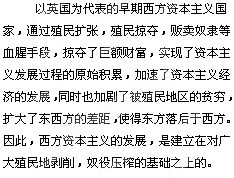 以英国为代表的早期西方资本主义国
家，通过殖民扩张，殖民掠夺，贩卖奴隶等
血腥手段，掠夺了巨额财富，实现了资本主
义发展过程的原始积累，加速了资本主义经
济的发展，同时也加剧了被殖民地区的贫穷，
扩大了东西方的差距，使得东方落后于西方。
因此，西方资本主义的发展，是建立在对广
大殖民地剥削，奴役压榨的基础之上的。